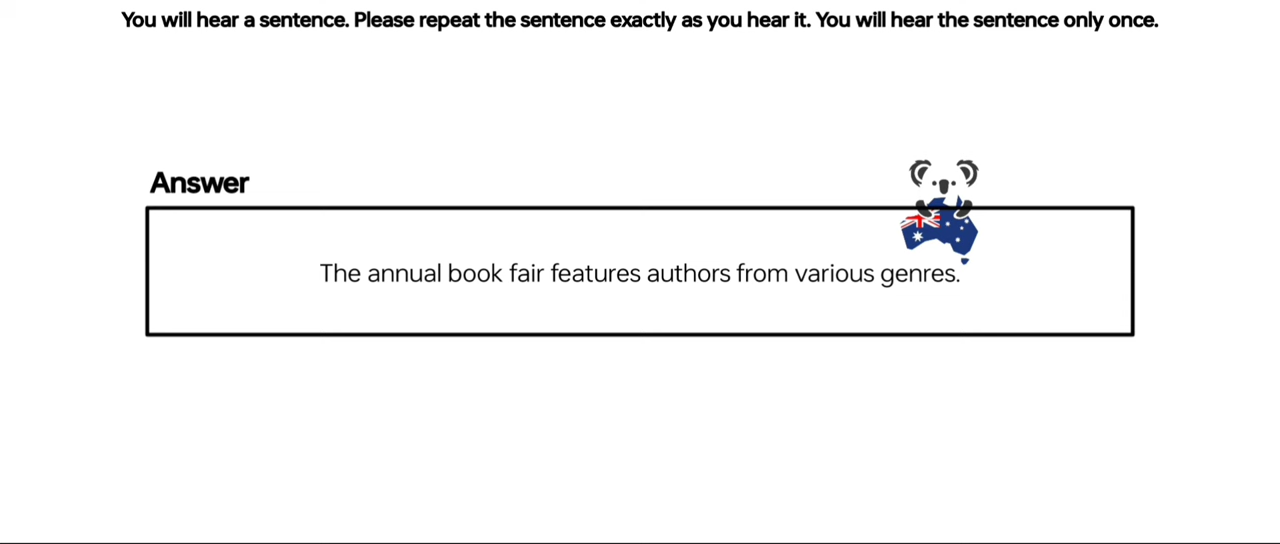 You will hear a sentence. Please repeat the sentence exactly as you hear it. You will hear the sentence only once.
Answer
The annual book fair features authors from various genres.